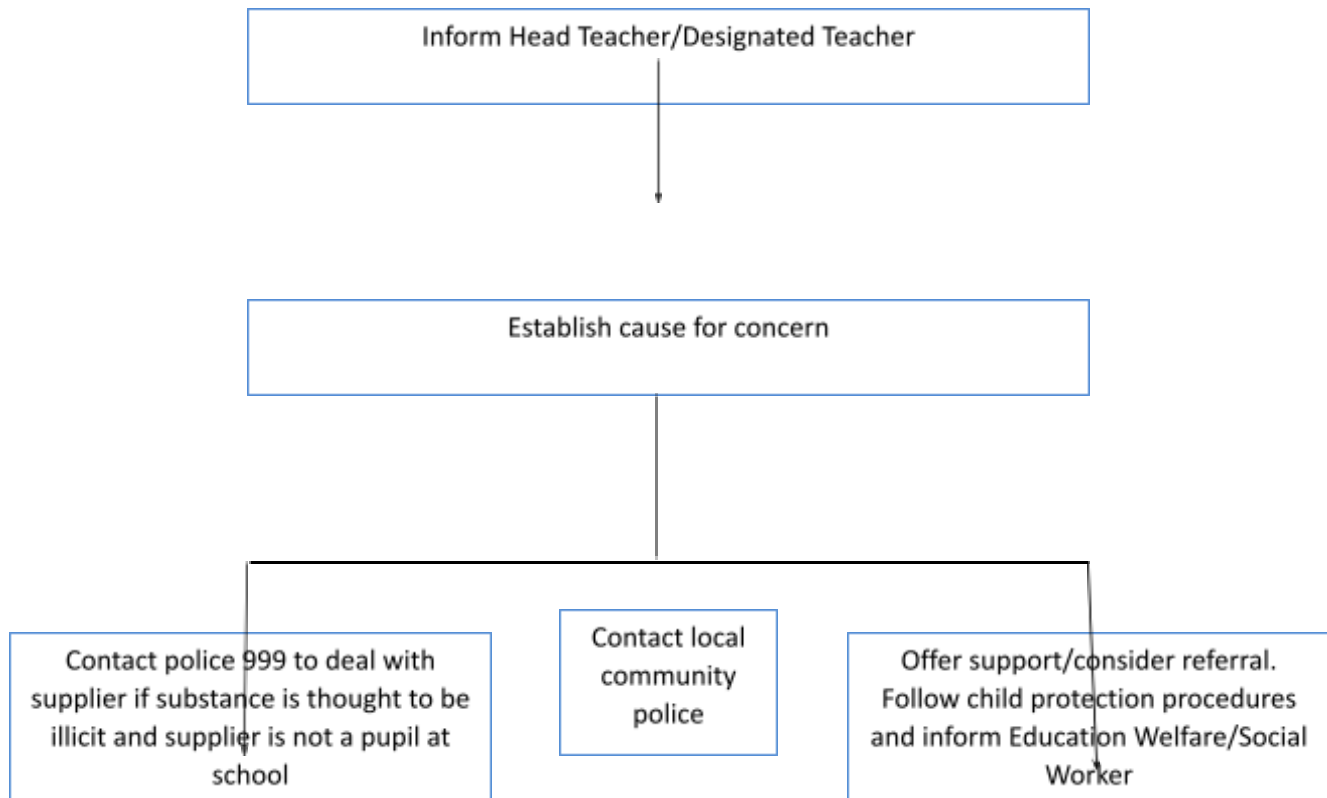 Inform Head Teacher/Designated Teacher
Establish cause for concern
Contact police 999 to deal with
supplier if substance is thought to be
illicit and supplier is not a pupil at
school
Contact local
community
police
Offer support/consider referral.
Follow child protection procedures
and inform Education Welfare/Social
Worker